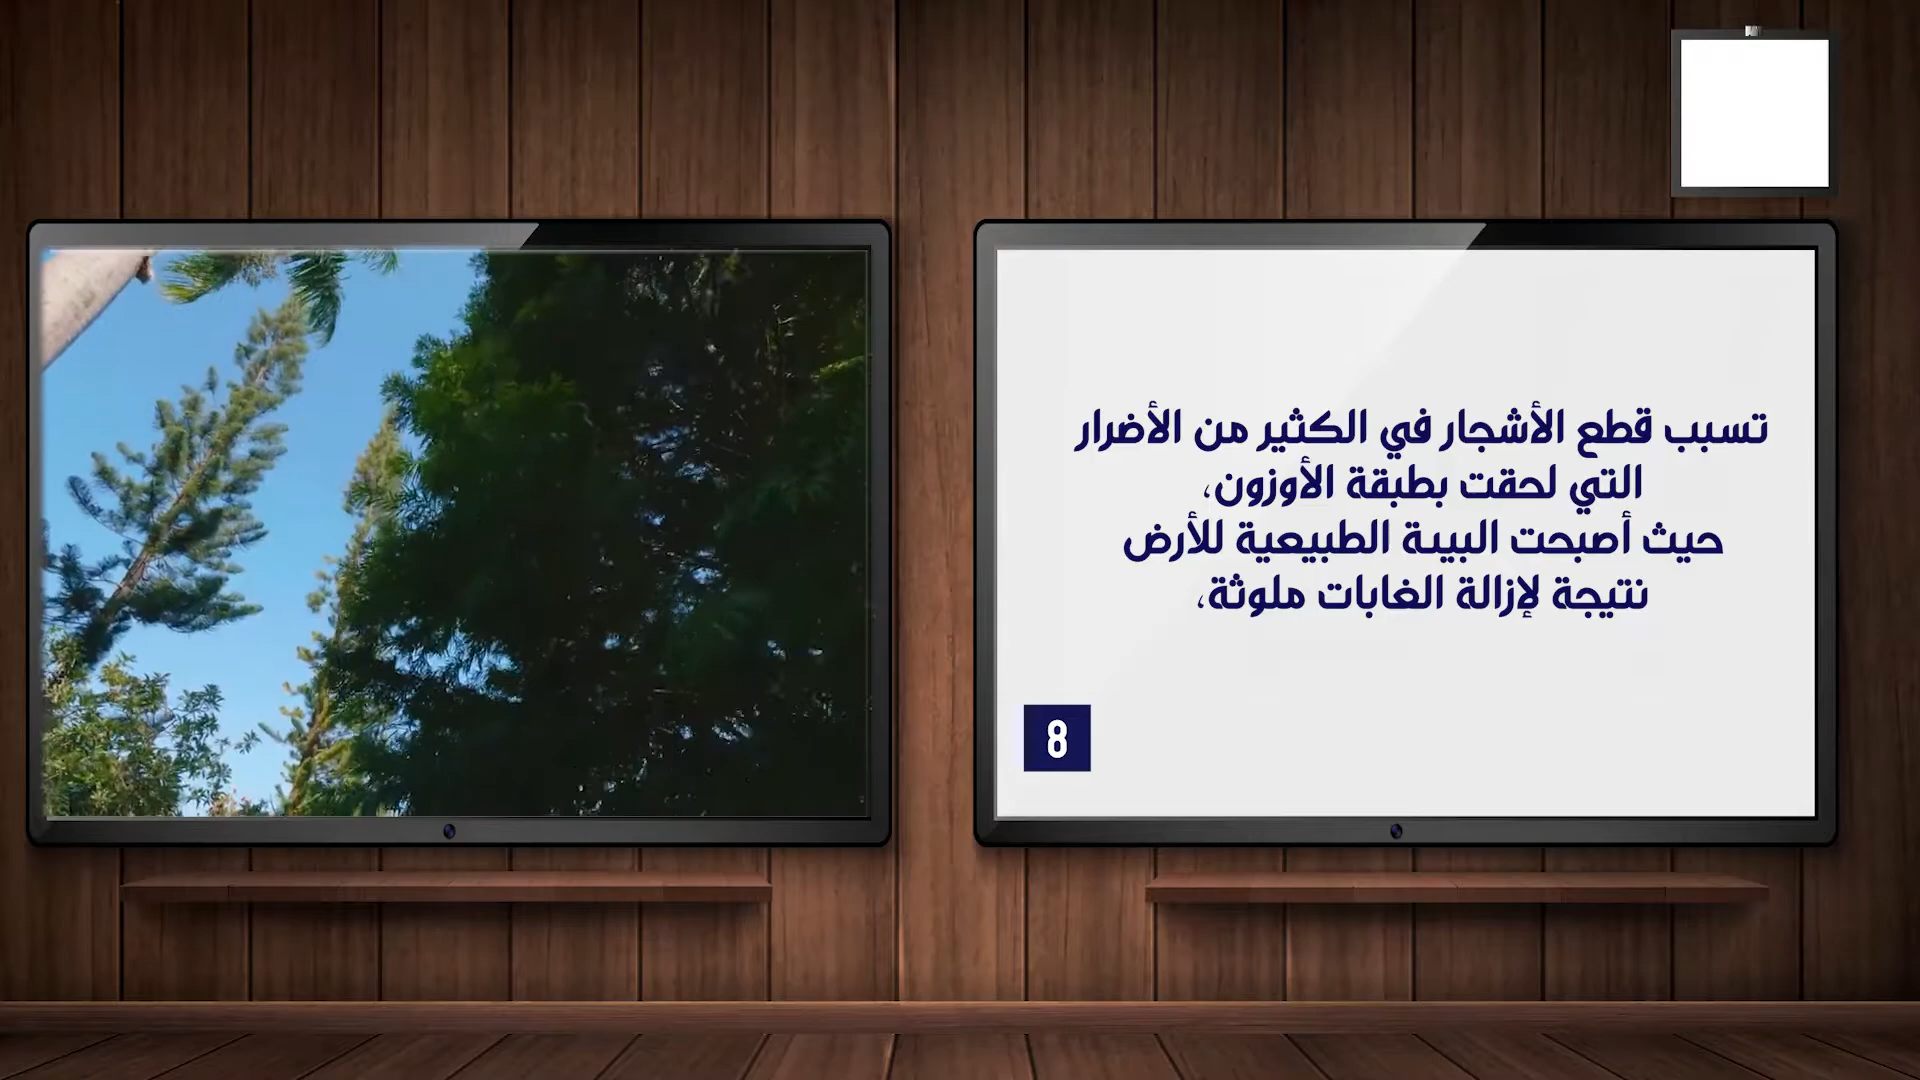 تسبب قطع الأشجار في الكثير من الأضرار
التي لحقت بطبقة الأوزون،
حيث أصبحت البيىة الطبيعية للأرض
نتيجة لإزالة الغابات ملوثة،
8